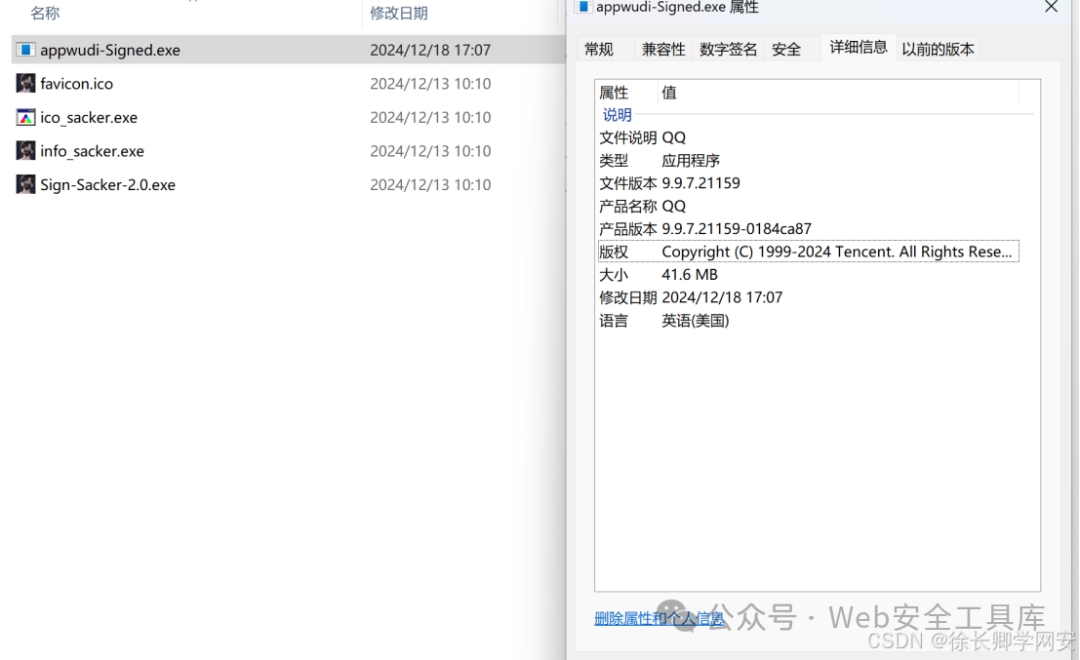 名称 修改日期
appwudi-Signed.exe 2024/12/18 17:07
favicon.ico 2024/12/13 10:10
ico_sacker.exe 2024/12/13 10:10
info_sacker.exe 2024/12/13 10:10
Sign-Sacker-2.0.exe 2024/12/13 10:10
appwudi-Signed.exe 属性
常规 兼容性 数字签名 安全 详细信息 以前的版本
属性 值
说明
文件说明 QQ
类型 应用程序
文件版本 9.9.7.21159
产品名称 QQ
产品版本 9.9.7.21159-0184ca87
版权 Copyright (C) 1999-2024 Tencent. All Rights Rese...
大小 41.6 MB
修改日期 2024/12/18 17:07
语言 英语(美国)
删除属性和个人信息
公众号 · Web安全工具库
CSDN @徐长卿学网安